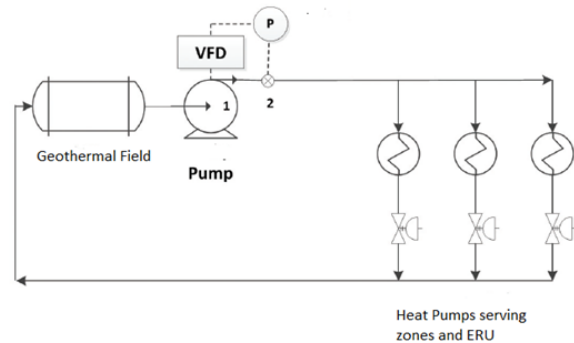 P
VFD
1
2
Geothermal Field
Pump
Heat Pumps serving
zones and ERU